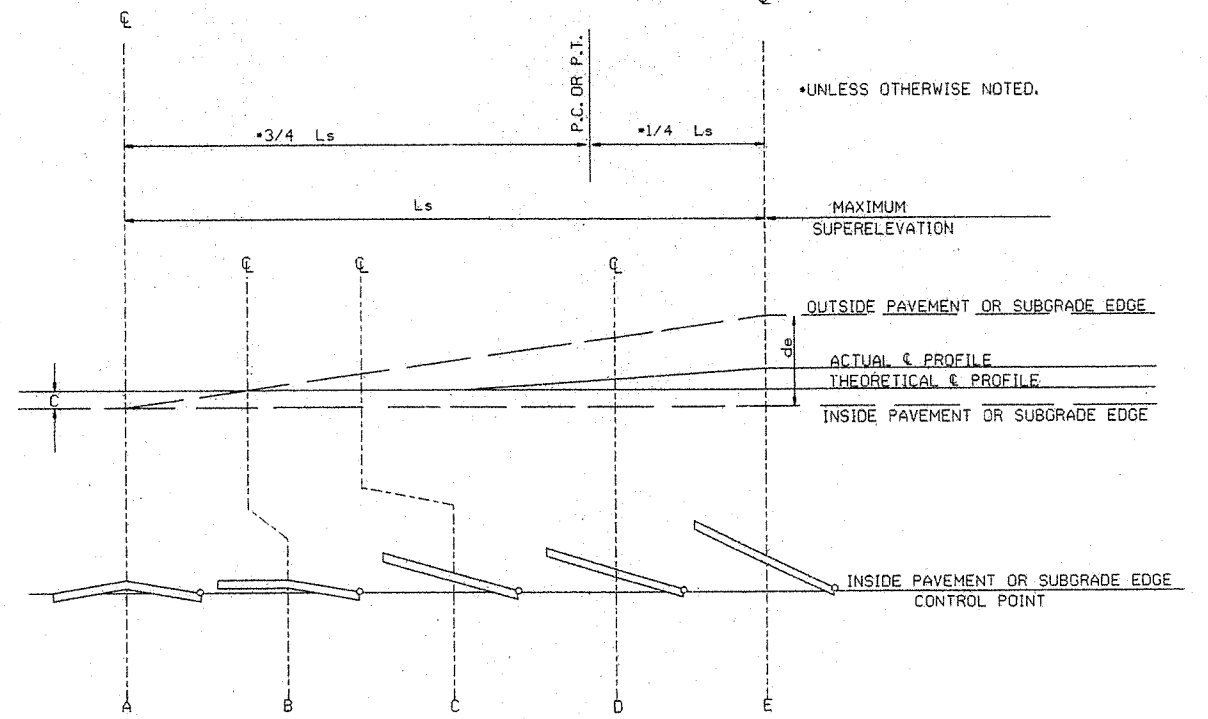 ℄
℄
P.C. OR P.T.
*UNLESS OTHERWISE NOTED.
*3/4 Ls
*1/4 Ls
Ls
MAXIMUM
SUPERELEVATION
℄
℄
℄
OUTSIDE PAVEMENT OR SUBGRADE EDGE
de
ACTUAL ℄ PROFILE
THEORETICAL ℄ PROFILE
C
INSIDE PAVEMENT OR SUBGRADE EDGE
INSIDE PAVEMENT OR SUBGRADE EDGE
CONTROL POINT
A
B
C
D
E